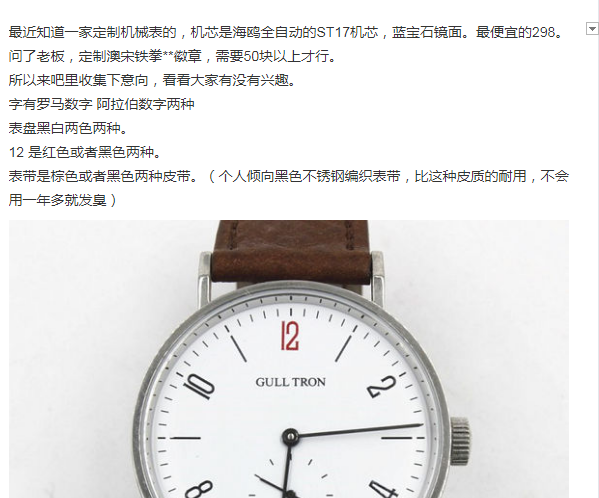 最近知道一家定制机械表的，机芯是海鸥全自动的ST17机芯，蓝宝石镜面。最便宜的298。
问了老板，定制澳宋铁拳**徽章，需要50块以上才行。
所以来吧里收集下意向，看看大家有没有兴趣。
字有罗马数字 阿拉伯数字两种
表盘黑白两色两种。
12 是红色或者黑色两种。
表带是棕色或者黑色两种皮带。（个人倾向黑色不锈钢编织表带，比这种皮质的耐用，不会
用一年多就发臭）
12
10
2
GULL TRON
8
4